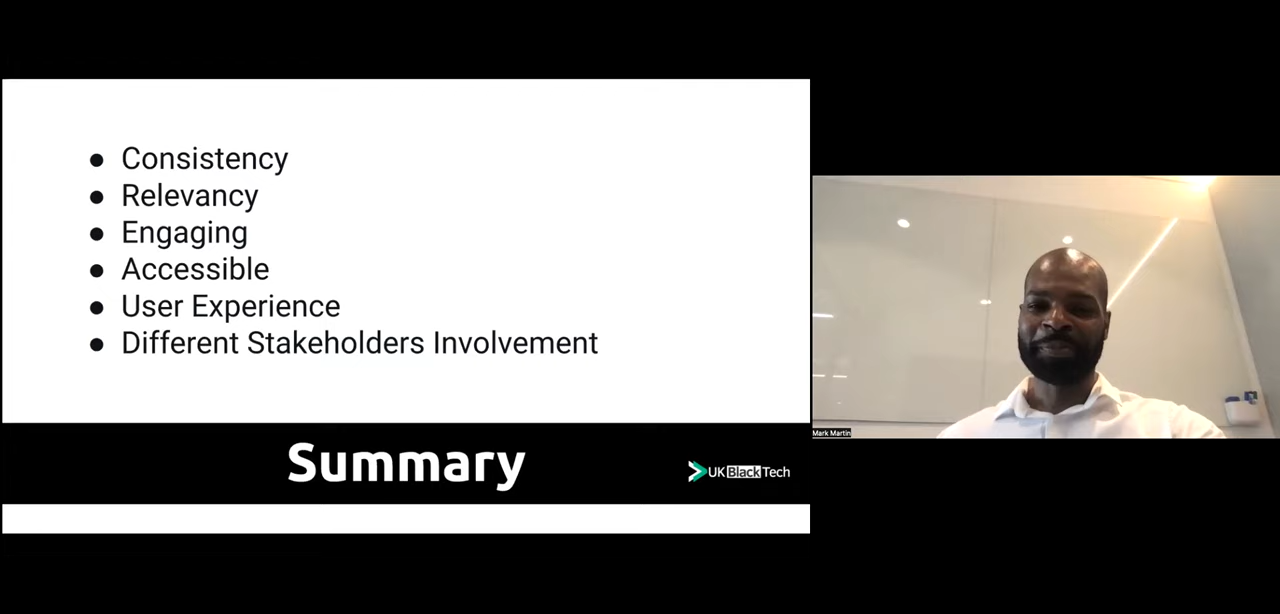 ● Consistency
● Relevancy
● Engaging
● Accessible
● User Experience
● Different Stakeholders Involvement
Summary
UKBlackTech
Mark Martin